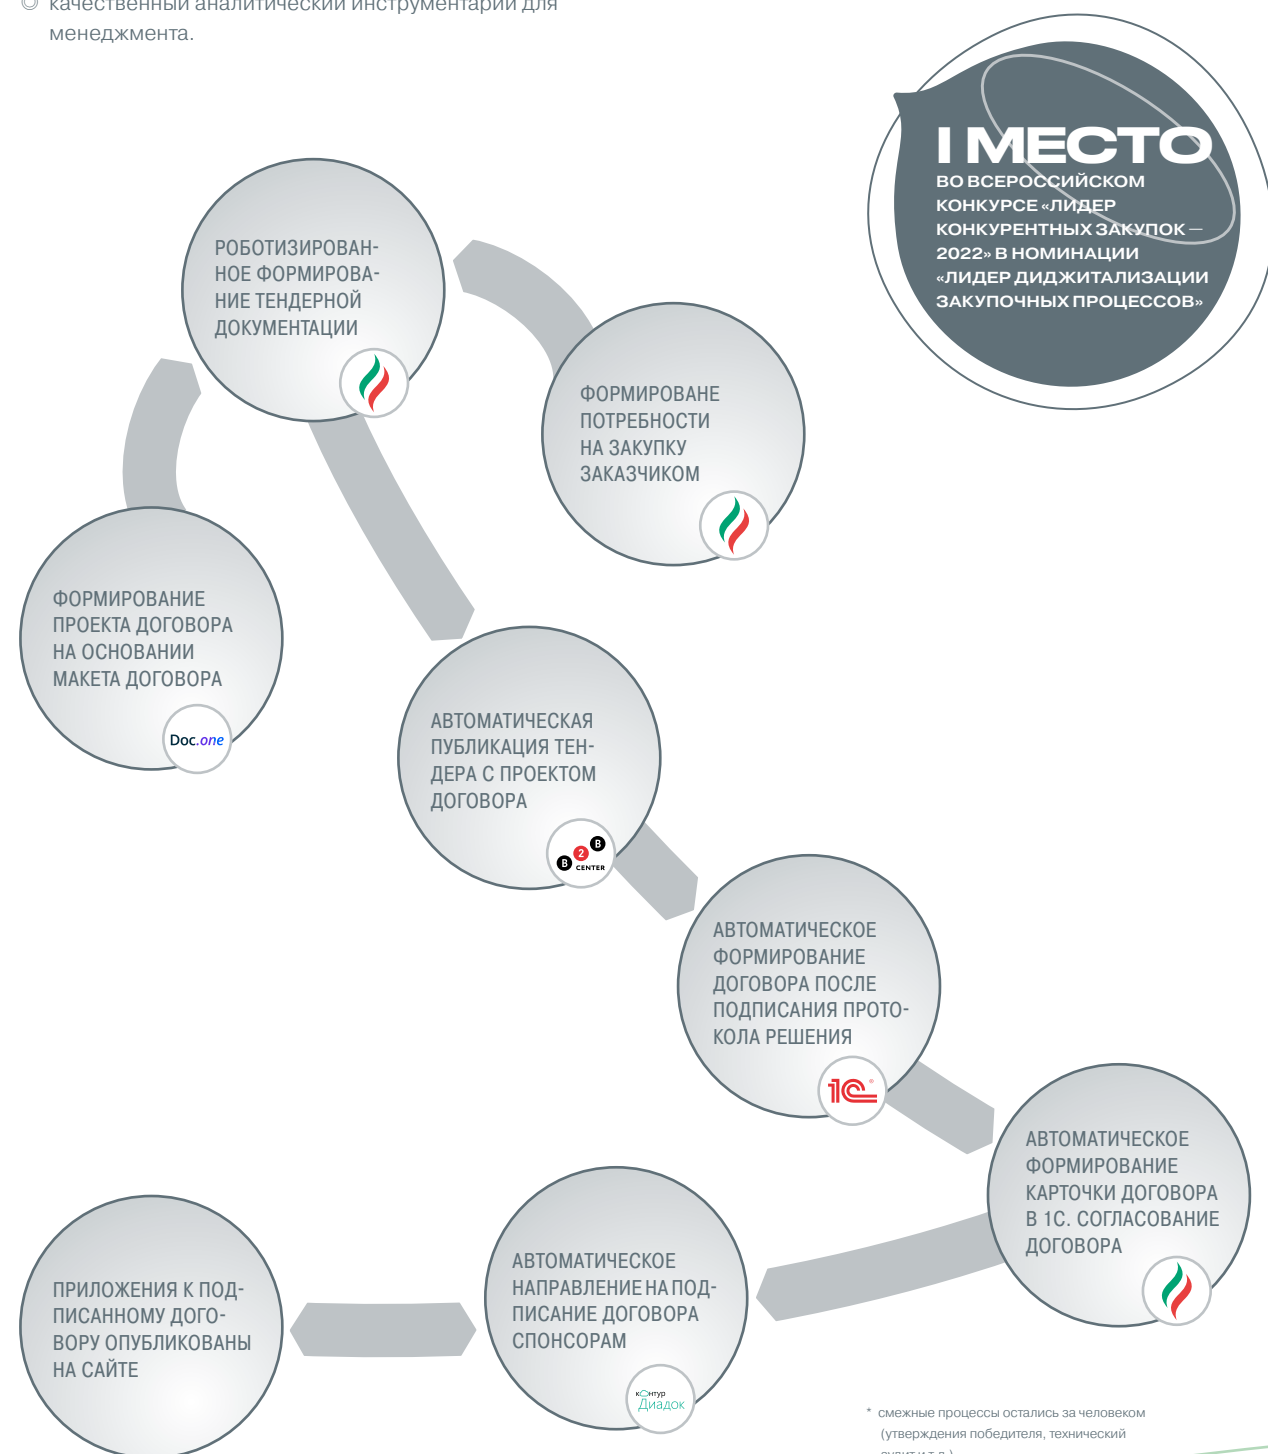 качественный аналитический инструментарий для
менеджмента.
I МЕСТО
ВО ВСЕРОССИЙСКОМ
КОНКУРСЕ «ЛИДЕР
КОНКУРЕНТНЫХ ЗАКУПОК —
2022» В НОМИНАЦИИ
«ЛИДЕР ДИДЖИТАЛИЗАЦИИ
ЗАКУПОЧНЫХ ПРОЦЕССОВ»
РОБОТИЗИРОВАН-
НОЕ ФОРМИРОВА-
НИЕ ТЕНДЕРНОЙ
ДОКУМЕНТАЦИИ
ФОРМИРОВАНЕ
ПОТРЕБНОСТИ
НА ЗАКУПКУ
ЗАКАЗЧИКОМ
ФОРМИРОВАНИЕ
ПРОЕКТА ДОГОВОРА
НА ОСНОВАНИИ
МАКЕТА ДОГОВОРА
Doc.one
АВТОМАТИЧЕСКАЯ
ПУБЛИКАЦИЯ ТЕН-
ДЕРА С ПРОЕКТОМ
ДОГОВОРА
B2B
CENTER
АВТОМАТИЧЕСКОЕ
ФОРМИРОВАНИЕ
ДОГОВОРА ПОСЛЕ
ПОДПИСАНИЯ ПРОТО-
КОЛА РЕШЕНИЯ
1С®
АВТОМАТИЧЕСКОЕ
ФОРМИРОВАНИЕ
КАРТОЧКИ ДОГОВОРА
В 1С. СОГЛАСОВАНИЕ
ДОГОВОРА
АВТОМАТИЧЕСКОЕ
НАПРАВЛЕНИЕ НА ПОД-
ПИСАНИЕ ДОГОВОРА
СПОНСОРАМ
контур
Диадок
ПРИЛОЖЕНИЯ К ПОД-
ПИСАННОМУ ДОГО-
ВОРУ ОПУБЛИКОВАНЫ
НА САЙТЕ
* смежные процессы остались за человеком
(утверждения победителя, технический
аудит и т.д.)